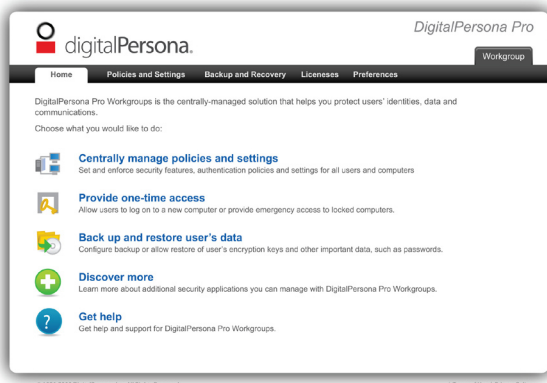 DigitalPersona Pro
digitalPersona.
Workgroup
Home Policies and Settings Backup and Recovery Liceneses Preferences
DigitalPersona Pro Workgroups is the centrally-managed solution that helps you protect users' identities, data and
communications.
Choose what you would like to do:
Centrally manage policies and settings
Set and enforce security features, authentication policies and settings for all users and computers
Provide one-time access
Allow users to log on to a new computer or provide emergency access to locked computers.
Back up and restore user's data
Configure backup or allow restore of user's encryption keys and other important data, such as passwords.
Discover more
Learn more about additional security applications you can manage with DigitalPersona Pro Workgroups.
Get help
Get help and support for DigitalPersona Pro Workgroups.